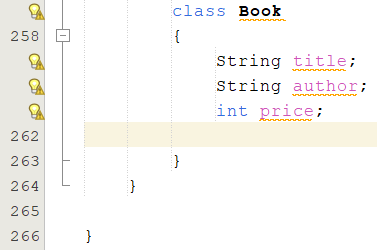 class Book
258 {
String title;
String author;
int price;
262
263 }
264 }
265
266 }